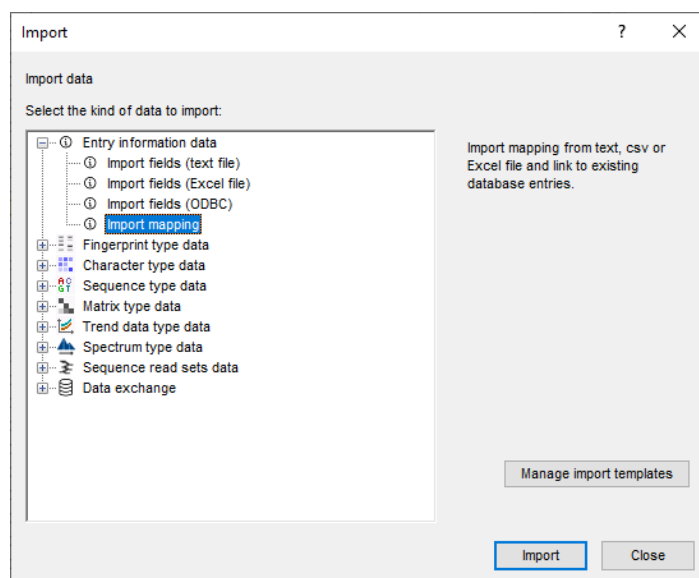 Import
?
Import data
Select the kind of data to import:
Entry information data
Import fields (text file)
Import fields (Excel file)
Import fields (ODBC)
Import mapping
Fingerprint type data
Character type data
Sequence type data
Matrix type data
Trend data type data
Spectrum type data
Sequence read sets data
Data exchange
Import mapping from text, csv or
Excel file and link to existing
database entries.
Manage import templates
Import
Close